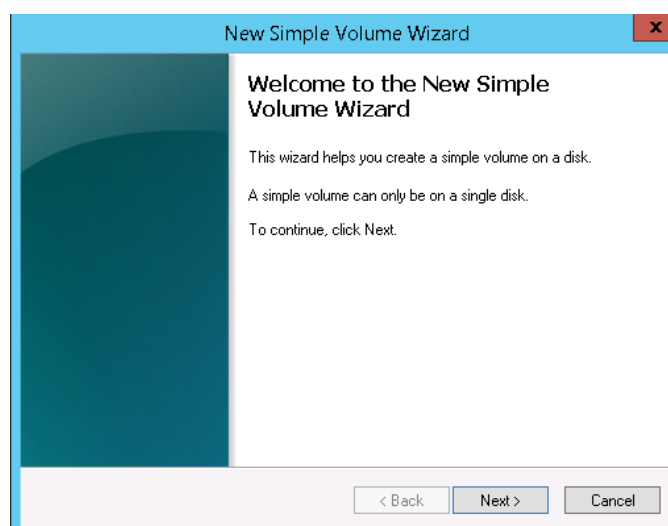 New Simple Volume Wizard
x
Welcome to the New Simple
Volume Wizard
This wizard helps you create a simple volume on a disk.
A simple volume can only be on a single disk.
To continue, click Next.
< Back
Next >
Cancel